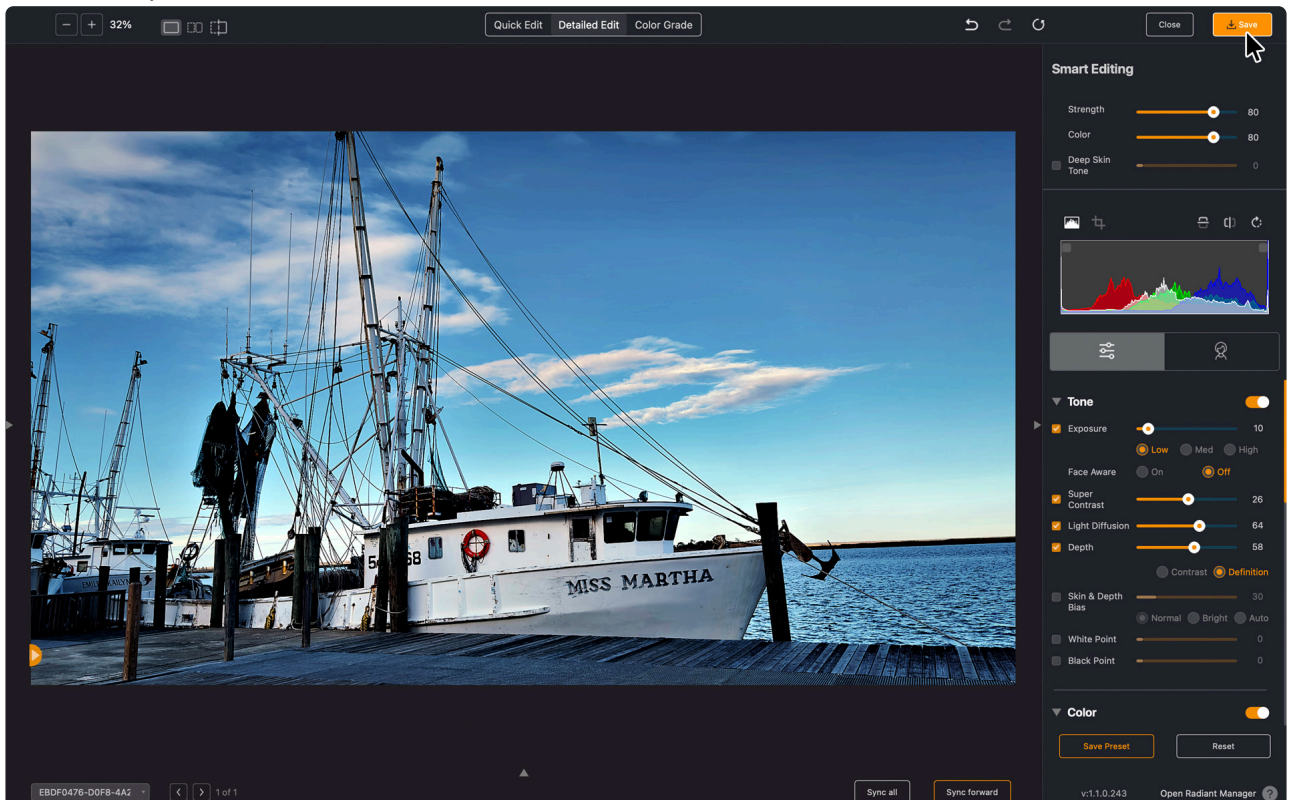 32%
Quick Edit Detailed Edit Color Grade
Close
Save
Smart Editing
Strength 80
Color 80
Deep Skin
Tone 0
Tone
Exposure 10
Low Med High
Face Aware On Off
Super
Contrast 26
Light Diffusion 64
Depth 58
Contrast Definition
Skin & Depth
Bias 30
Normal Bright Auto
White Point 0
Black Point 0
Color
Save Preset Reset
MISS MARTHA
EBDF0476-D0F8-4A2 1 of 1
Sync all Sync forward
v:1.1.0.243 Open Radiant Manager ?